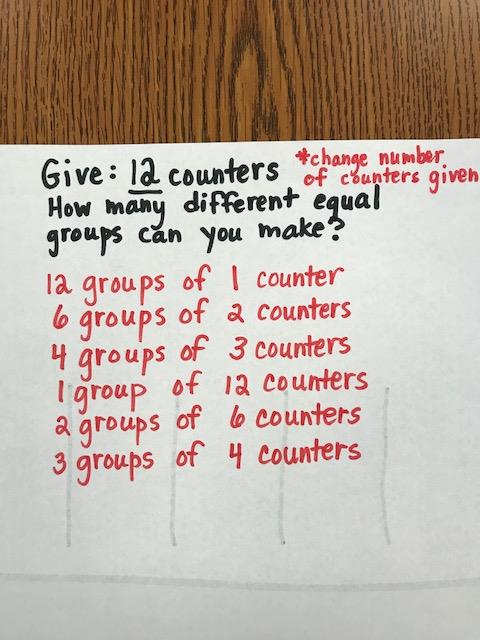 Give: 12 counters
*change number
of counters given
How many different equal
groups can you make?
12 groups of 1 counter
6 groups of 2 counters
4 groups of 3 counters
1 group of 12 counters
2 groups of 6 counters
3 groups of 4 counters